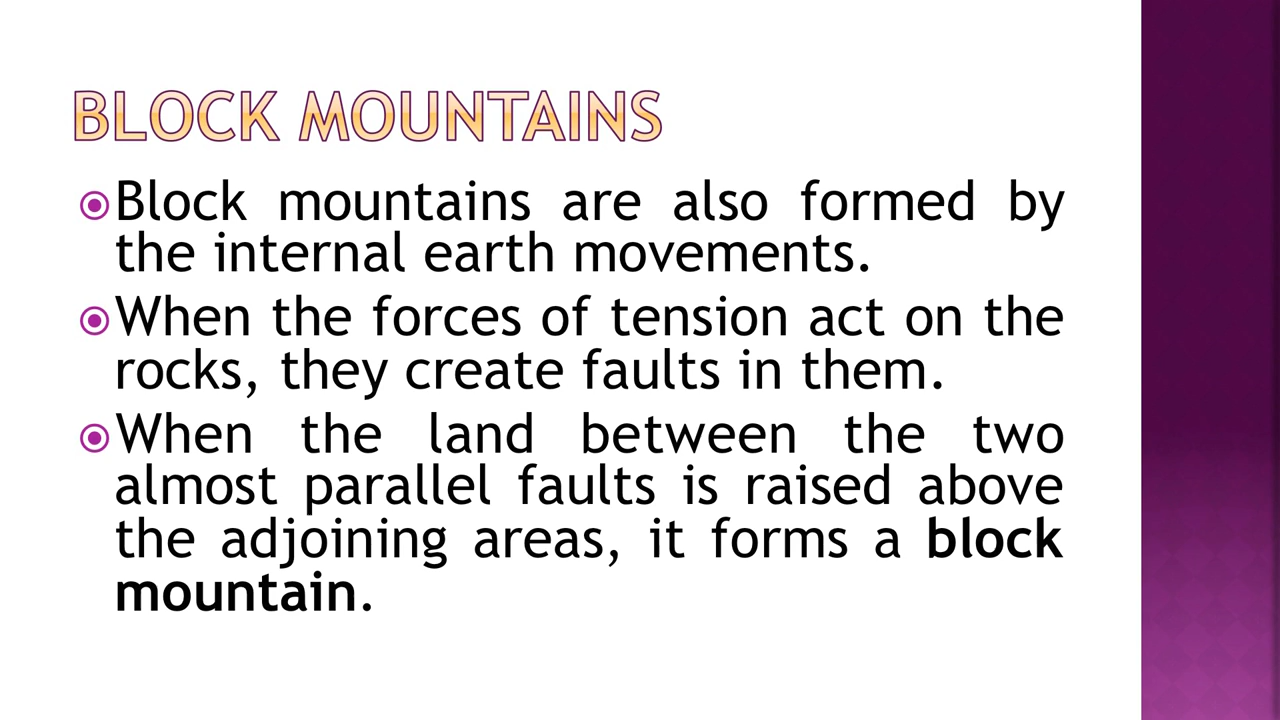 BLOCK MOUNTAINS
Block mountains are also formed by
the internal earth movements.
When the forces of tension act on the
rocks, they create faults in them.
When the land between the two
almost parallel faults is raised above
the adjoining areas, it forms a block
mountain.